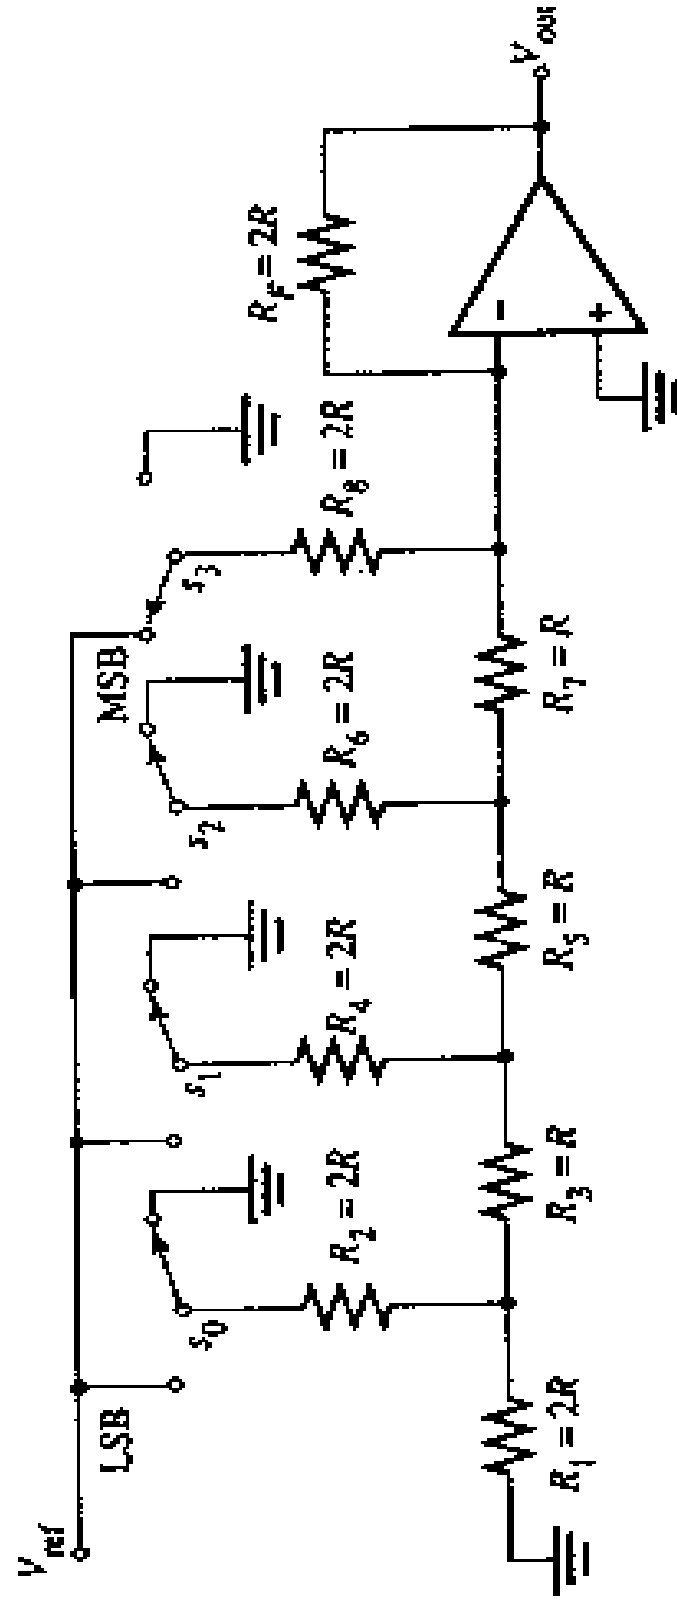 V_ref
LSB
MSB
s_0
s_1
s_2
s_3
R_2 = 2R
R_4 = 2R
R_6 = 2R
R_8 = 2R
R_F = 2R
R_1 = 2R
R_3 = R
R_5 = R
R_7 = R
−
+
V_out